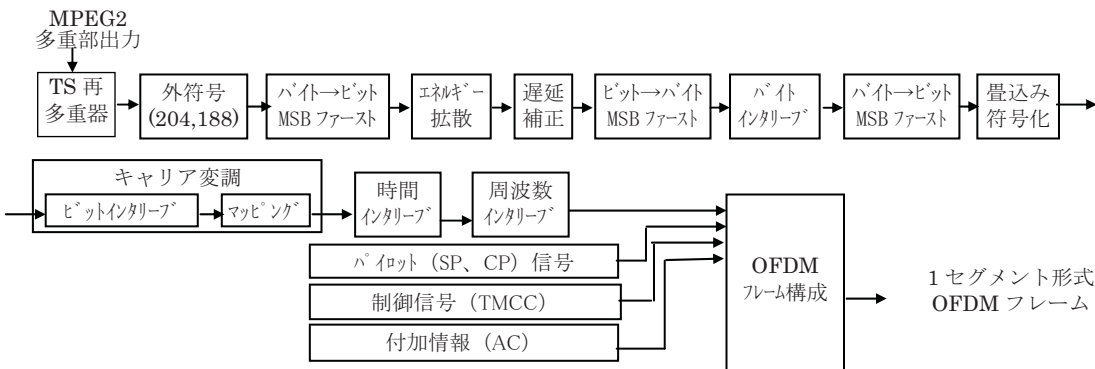 MPEG2
多重部出力
TS 再
多重器
外符号
(204,188)
ﾊﾞｲﾄ→ﾋﾞｯﾄ
MSB ﾌｧｰｽﾄ
ｴﾈﾙｷﾞｰ
拡散
遅延
補正
ﾋﾞｯﾄ→ﾊﾞｲﾄ
MSB ﾌｧｰｽﾄ
ﾊﾞｲﾄ
ｲﾝﾀﾘｰﾌﾞ
ﾊﾞｲﾄ→ﾋﾞｯﾄ
MSB ﾌｧｰｽﾄ
畳込み
符号化
キャリア変調
ﾋﾞｯﾄｲﾝﾀﾘｰﾌﾞ
ﾏｯﾋﾟﾝｸﾞ
時間
ｲﾝﾀﾘｰﾌﾞ
周波数
ｲﾝﾀﾘｰﾌﾞ
ﾊﾟｲﾛｯﾄ（SP、CP）信号
制御信号（TMCC）
付加情報（AC）
OFDM
ﾌﾚｰﾑ構成
1 セグメント形式
OFDM フレーム